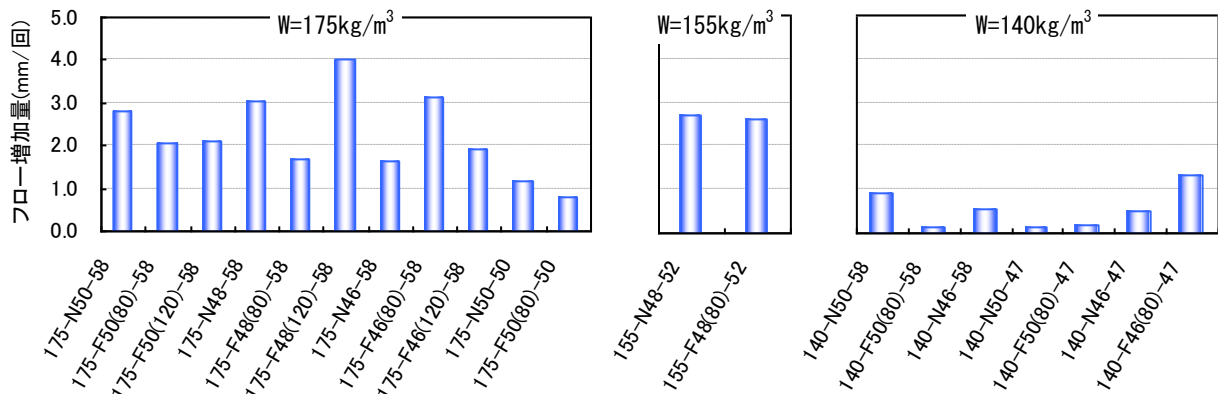 フロー増加量(mm/回)
5.0
4.0
3.0
2.0
1.0
0.0
W=175kg/m³
W=155kg/m³
W=140kg/m³
175-N50-58
175-F50(80)-58
175-F50(120)-58
175-N48-58
175-F48(80)-58
175-F48(120)-58
175-N46-58
175-F46(80)-58
175-F46(120)-58
175-N50-50
175-F50(80)-50
155-N48-52
155-F48(80)-52
140-N50-58
140-F50(80)-58
140-N46-58
140-N50-47
140-F50(80)-47
140-N46-47
140-F46(80)-47